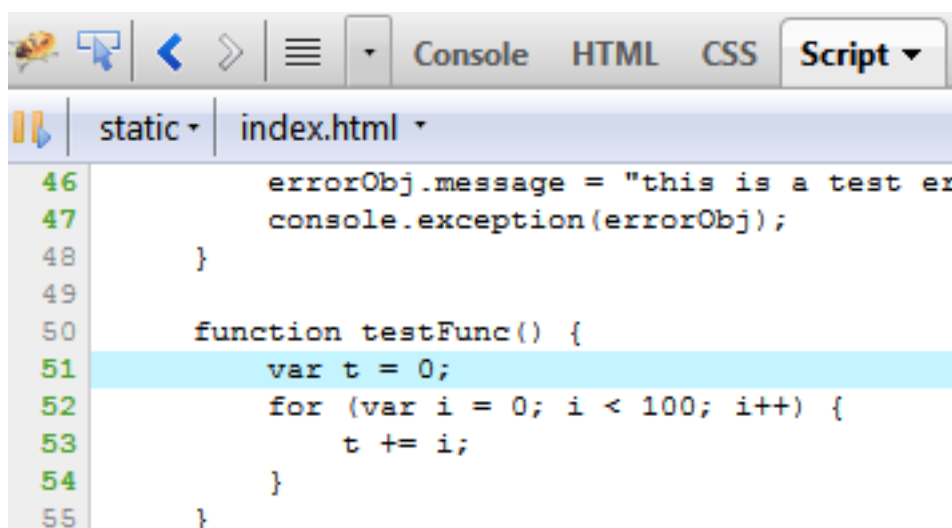 Console HTML CSS Script
static index.html
46 errorObj.message = "this is a test er
47 console.exception(errorObj);
48 }
49
50 function testFunc() {
51 var t = 0;
52 for (var i = 0; i < 100; i++) {
53 t += i;
54 }
55 }